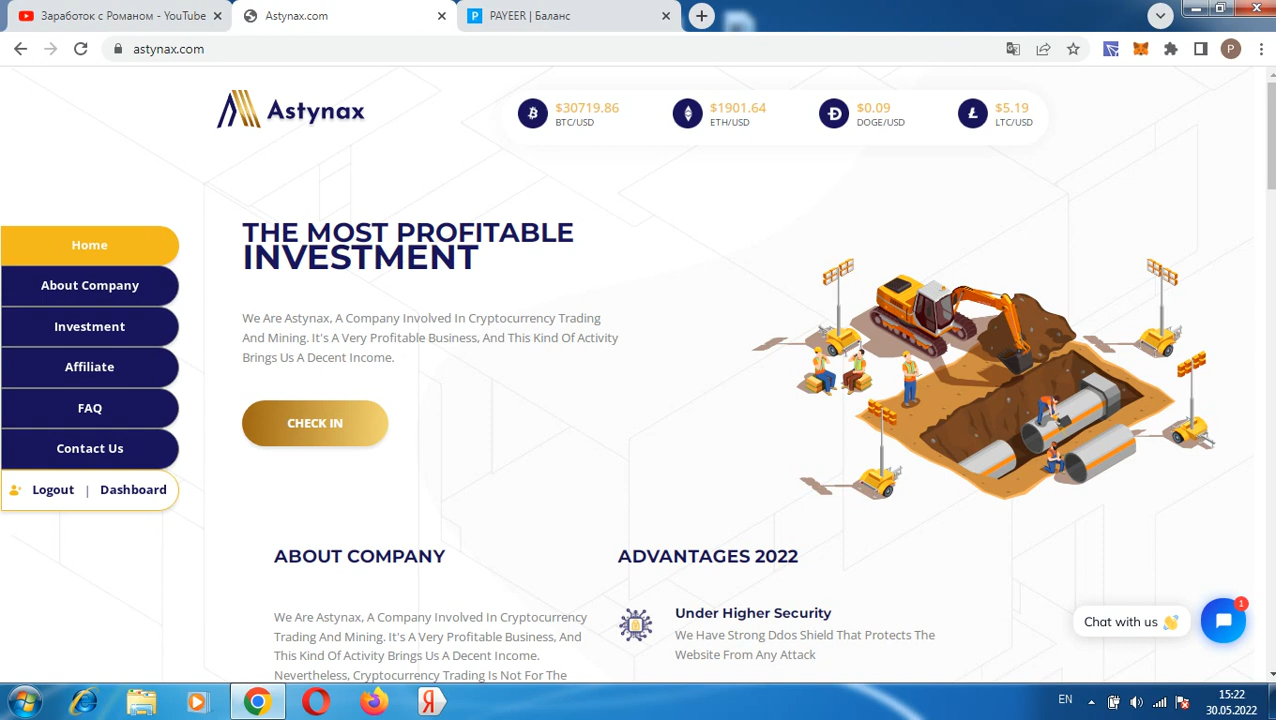 Заработок с Романом - YouTube
Astynax.com
PAYEER | Баланс
astynax.com
P
Astynax
$30719.86
BTC/USD
$1901.64
ETH/USD
$0.09
DOGE/USD
$5.19
LTC/USD
Home
About Company
Investment
Affiliate
FAQ
Contact Us
Logout | Dashboard
THE MOST PROFITABLE
INVESTMENT
We Are Astynax, A Company Involved In Cryptocurrency Trading
And Mining. It's A Very Profitable Business, And This Kind Of Activity
Brings Us A Decent Income.
CHECK IN
ABOUT COMPANY
We Are Astynax, A Company Involved In Cryptocurrency
Trading And Mining. It's A Very Profitable Business, And
This Kind Of Activity Brings Us A Decent Income.
Nevertheless, Cryptocurrency Trading Is Not For The
ADVANTAGES 2022
Under Higher Security
We Have Strong Ddos Shield That Protects The
Website From Any Attack
Chat with us 👋
1
EN
15:22
30.05.2022